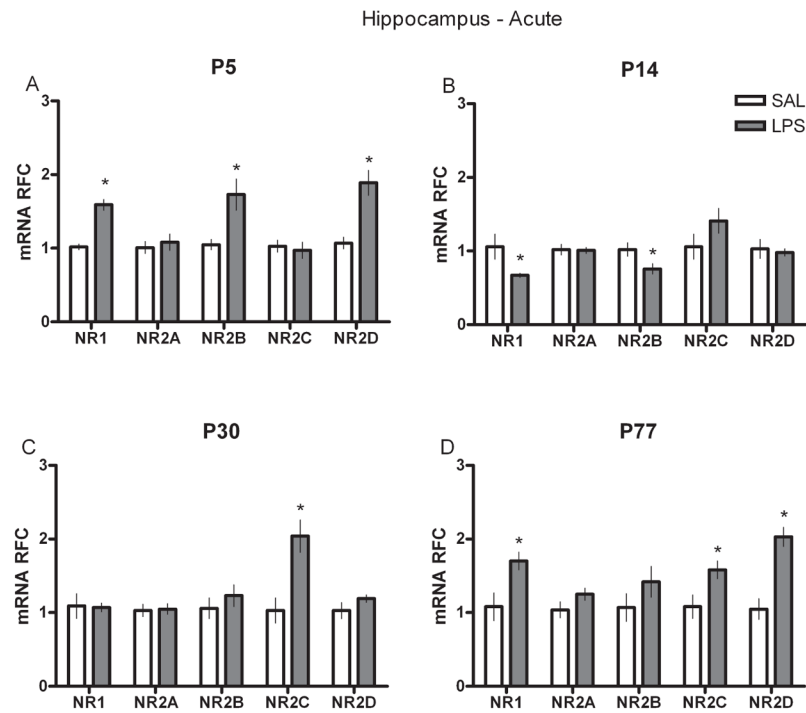 Hippocampus - Acute
A
P5
3
2
1
0
mRNA RFC
*
*
*
NR1 NR2A NR2B NR2C NR2D
B
P14
SAL
LPS
3
2
1
0
mRNA RFC
*
*
NR1 NR2A NR2B NR2C NR2D
C
P30
3
2
1
0
mRNA RFC
*
NR1 NR2A NR2B NR2C NR2D
D
P77
3
2
1
0
mRNA RFC
*
*
*
NR1 NR2A NR2B NR2C NR2D